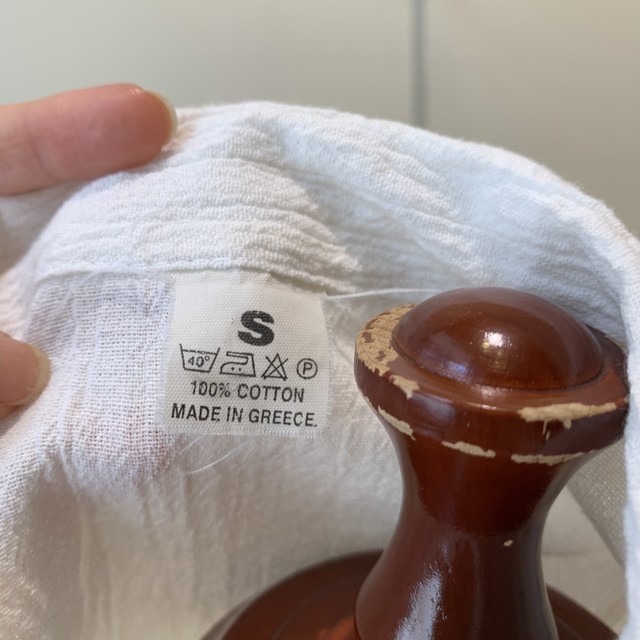 S
40° P
100% COTTON
MADE IN GREECE.